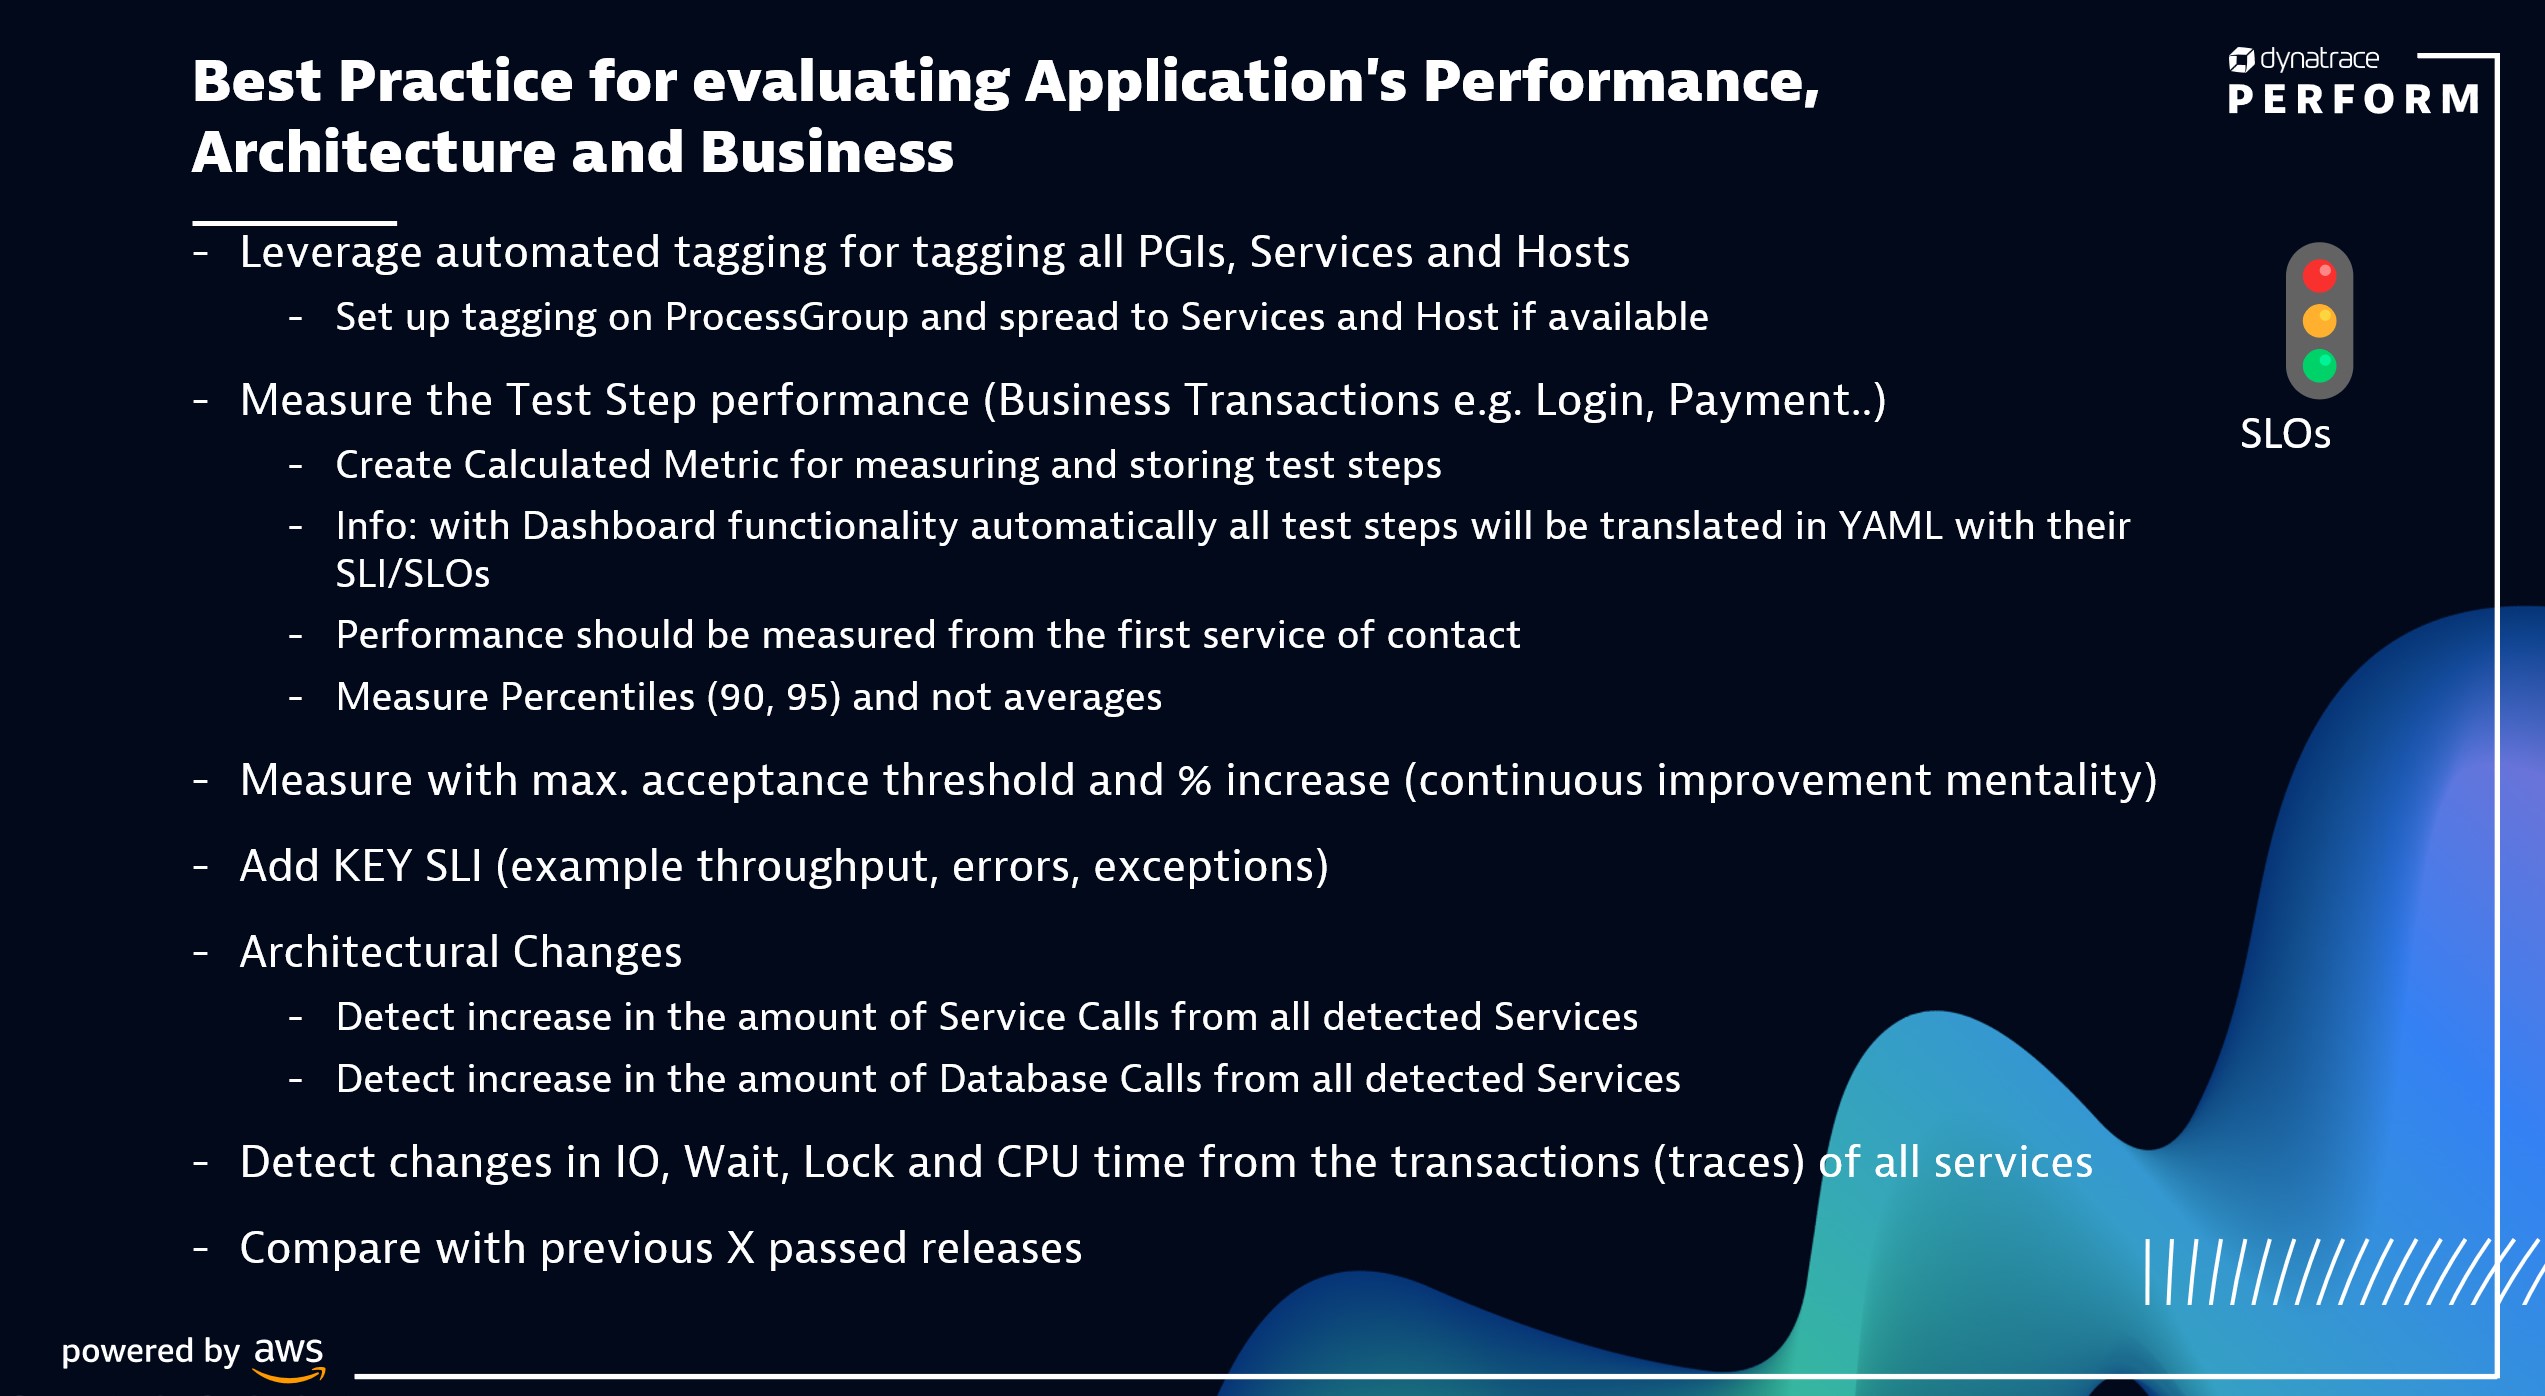 Best Practice for evaluating Application's Performance,
Architecture and Business
dynatrace
PERFORM
- Leverage automated tagging for tagging all PGIs, Services and Hosts
- Set up tagging on ProcessGroup and spread to Services and Host if available
- Measure the Test Step performance (Business Transactions e.g. Login, Payment..)
SLOs
- Create Calculated Metric for measuring and storing test steps
- Info: with Dashboard functionality automatically all test steps will be translated in YAML with their
SLI/SLOs
- Performance should be measured from the first service of contact
- Measure Percentiles (90, 95) and not averages
- Measure with max. acceptance threshold and % increase (continuous improvement mentality)
- Add KEY SLI (example throughput, errors, exceptions)
- Architectural Changes
- Detect increase in the amount of Service Calls from all detected Services
- Detect increase in the amount of Database Calls from all detected Services
- Detect changes in IO, Wait, Lock and CPU time from the transactions (traces) of all services
- Compare with previous X passed releases
powered by aws